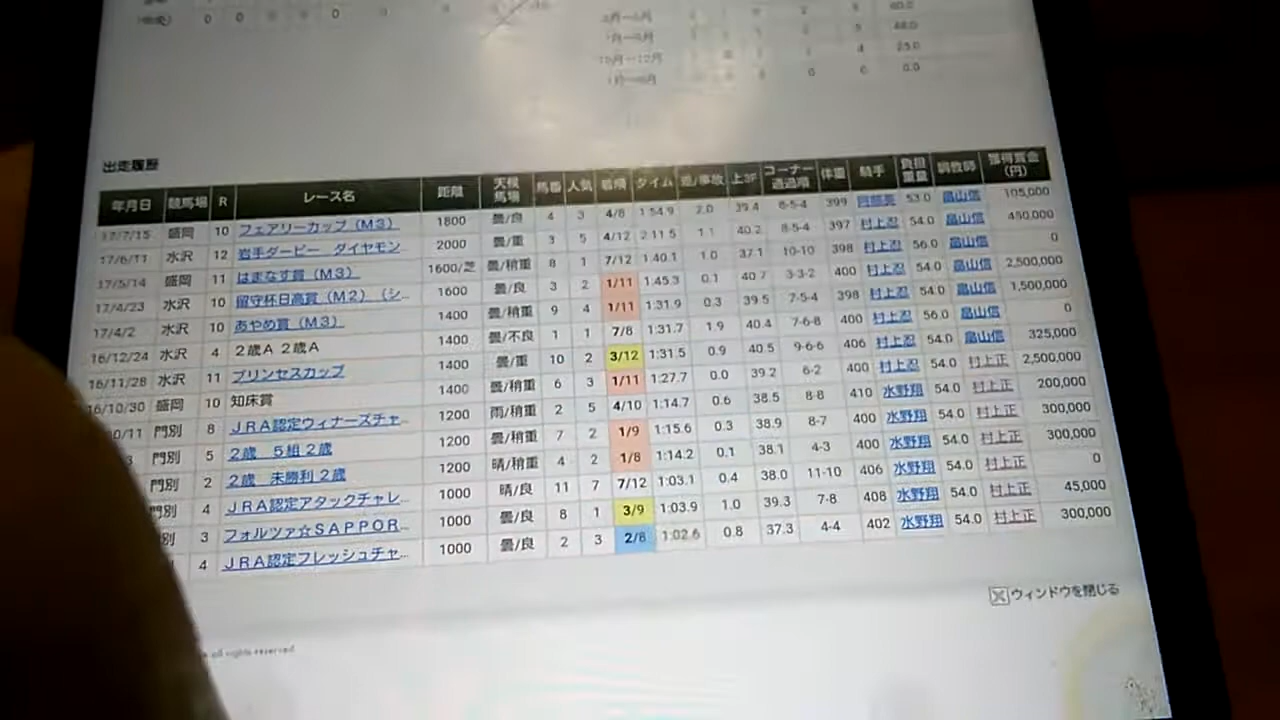 0 0 0 0 0
4
25.0
0 0 0.0
出走履歴
年月日 競馬場 R レース名 距離 天候 馬場 馬番 人気 着順 タイム 差/事故 上3F コーナー 通過順 体重 騎手 負担 重量 調教師 獲得賞金 (円)
17/7/15 盛岡 10 フェアリーカップ（Ｍ３） 1800 曇/良 4 3 4/8 1:54.9 2.0 39.4 6-5-4 399 阿部英 53.0 畠山信 105,000
17/6/11 水沢 12 岩手ダービー ダイヤモン 2000 曇/重 3 5 4/12 2:11.5 1.1 40.2 8-5-4 397 村上忍 54.0 畠山信 450,000
17/5/14 盛岡 11 はまなす賞（Ｍ３） 1600/芝 曇/稍重 8 1 7/12 1:40.1 1.0 37.1 10-10 398 村上忍 56.0 畠山信 0
17/4/23 水沢 10 留守杯日高賞（Ｍ２）（シ... 1600 曇/良 3 2 1/11 1:45.3 0.1 40.7 3-3-2 400 村上忍 54.0 畠山信 2,500,000
17/4/2 水沢 10 あやめ賞（Ｍ３） 1400 曇/稍重 9 4 1/11 1:31.9 0.3 39.5 7-5-4 398 村上忍 54.0 畠山信 1,500,000
16/12/24 水沢 4 ２歳Ａ ２歳Ａ 1400 曇/不良 1 1 7/8 1:31.7 1.9 40.4 7-6-8 400 村上忍 56.0 畠山信 0
16/11/28 水沢 11 プリンセスカップ 1400 曇/重 10 2 3/12 1:31.5 0.9 40.5 9-6-6 406 村上忍 54.0 畠山信 325,000
16/10/30 盛岡 10 知床賞 1400 曇/稍重 6 3 1/11 1:27.7 0.0 39.2 6-2 400 村上忍 54.0 村上正 2,500,000
0/11 門別 8 ＪＲＡ認定ウィナーズチャ... 1200 雨/稍重 2 5 4/10 1:14.7 0.6 38.5 8-8 410 水野翔 54.0 村上正 200,000
3 門別 5 ２歳 ５組 ２歳 1200 曇/稍重 7 2 1/9 1:15.6 0.3 38.9 8-7 400 水野翔 54.0 村上正 300,000
門別 2 ２歳 未勝利 ２歳 1200 晴/稍重 4 2 1/8 1:14.2 0.1 38.1 4-3 400 水野翔 54.0 村上正 300,000
門別 4 ＪＲＡ認定アタックチャレ... 1000 晴/良 11 7 7/12 1:03.1 0.4 38.0 11-10 406 水野翔 54.0 村上正 0
別 3 フォルツァ☆ＳＡＰＰＯＲ... 1000 曇/良 8 1 3/9 1:03.9 1.0 39.3 7-8 408 水野翔 54.0 村上正 45,000
4 ＪＲＡ認定フレッシュチャ... 1000 曇/良 2 3 2/8 1:02.6 0.8 37.3 4-4 402 水野翔 54.0 村上正 300,000
ウィンドウを閉じる
all rights reserved